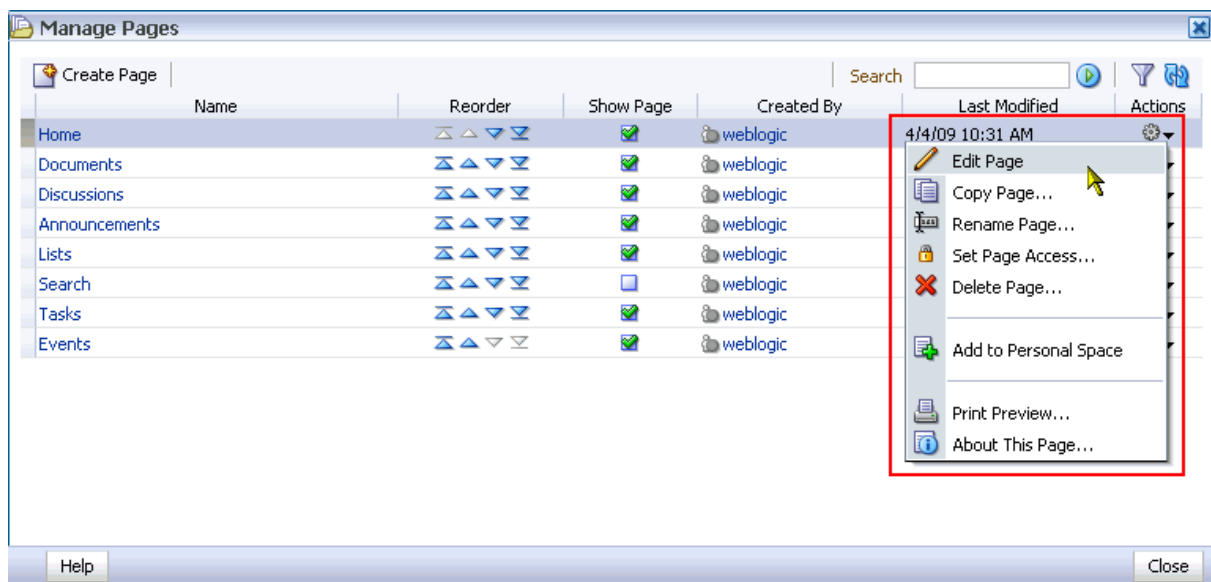 Manage Pages
Create Page
Search
Name Reorder Show Page Created By Last Modified Actions
Home weblogic 4/4/09 10:31 AM
Documents weblogic
Discussions weblogic
Announcements weblogic
Lists weblogic
Search weblogic
Tasks weblogic
Events weblogic
Edit Page
Copy Page...
Rename Page...
Set Page Access...
Delete Page...
Add to Personal Space
Print Preview...
About This Page...
Help Close